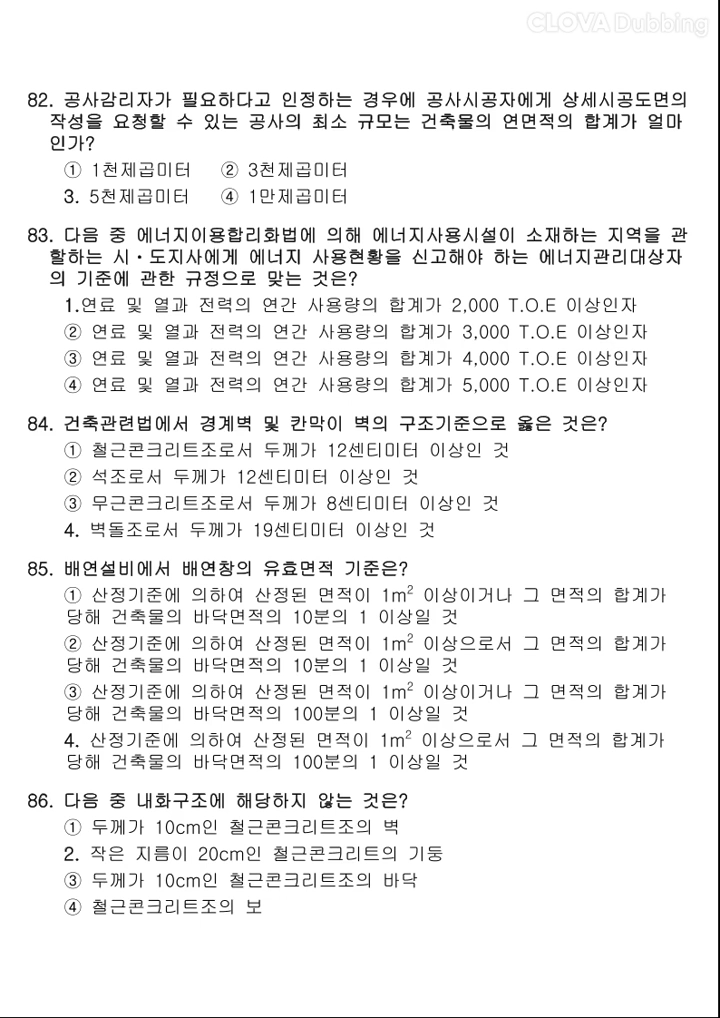 CLOVA Dubbing
82. 공사감리자가 필요하다고 인정하는 경우에 공사시공자에게 상세시공도면의
작성을 요청할 수 있는 공사의 최소 규모는 건축물의 연면적의 합계가 얼마
인가?
① 1천제곱미터 ② 3천제곱미터
3. 5천제곱미터 ④ 1만제곱미터
83. 다음 중 에너지이용합리화법에 의해 에너지사용시설이 소재하는 지역을 관
할하는 시·도지사에게 에너지 사용현황을 신고해야 하는 에너지관리대상자
의 기준에 관한 규정으로 맞는 것은?
1.연료 및 열과 전력의 연간 사용량의 합계가 2,000 T.O.E 이상인자
② 연료 및 열과 전력의 연간 사용량의 합계가 3,000 T.O.E 이상인자
③ 연료 및 열과 전력의 연간 사용량의 합계가 4,000 T.O.E 이상인자
④ 연료 및 열과 전력의 연간 사용량의 합계가 5,000 T.O.E 이상인자
84. 건축관련법에서 경계벽 및 칸막이 벽의 구조기준으로 옳은 것은?
① 철근콘크리트조로서 두께가 12센티미터 이상인 것
② 석조로서 두께가 12센티미터 이상인 것
③ 무근콘크리트조로서 두께가 8센티미터 이상인 것
4. 벽돌조로서 두께가 19센티미터 이상인 것
85. 배연설비에서 배연창의 유효면적 기준은?
① 산정기준에 의하여 산정된 면적이 1m² 이상이거나 그 면적의 합계가
당해 건축물의 바닥면적의 10분의 1 이상일 것
② 산정기준에 의하여 산정된 면적이 1m² 이상으로서 그 면적의 합계가
당해 건축물의 바닥면적의 10분의 1 이상일 것
③ 산정기준에 의하여 산정된 면적이 1m² 이상이거나 그 면적의 합계가
당해 건축물의 바닥면적의 100분의 1 이상일 것
4. 산정기준에 의하여 산정된 면적이 1m² 이상으로서 그 면적의 합계가
당해 건축물의 바닥면적의 100분의 1 이상일 것
86. 다음 중 내화구조에 해당하지 않는 것은?
① 두께가 10cm인 철근콘크리트조의 벽
2. 작은 지름이 20cm인 철근콘크리트의 기둥
③ 두께가 10cm인 철근콘크리트조의 바닥
④ 철근콘크리트조의 보